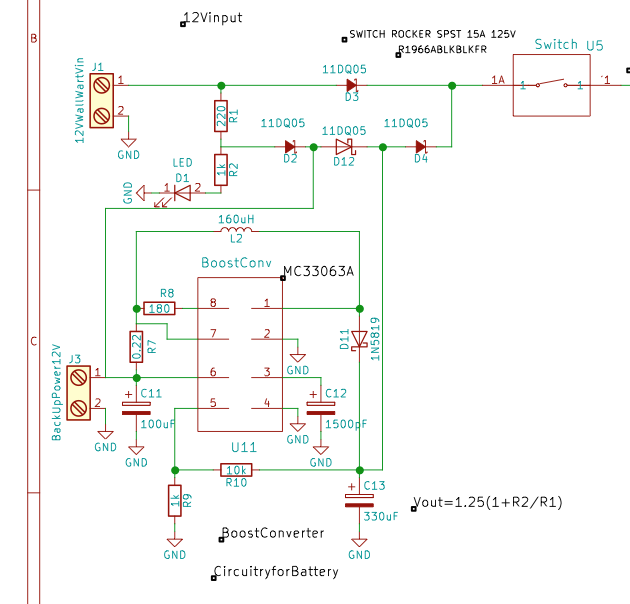 12Vinput
SWITCH ROCKER SPST 15A 125V
R1966ABLKBLKFR
B
Switch U5
J1
12VWallWartVin
1
2
GND
11DQ05
D3
1A
1
1
1
220
R1
11DQ05
D2
11DQ05
D12
11DQ05
D4
LED
D1
GND
1
2
1k
R2
160uH
L2
BoostConv
MC33063A
R8
180
8
1
D11
1N5819
C
0.22
R7
7
2
GND
J3
BackUpPower12V
1
2
GND
6
3
C11
100uF
GND
5
4
GND
C12
1500pF
GND
U11
10k
R10
1k
R9
GND
C13
330uF
GND
Vout=1.25(1+R2/R1)
BoostConverter
CircuitryforBattery